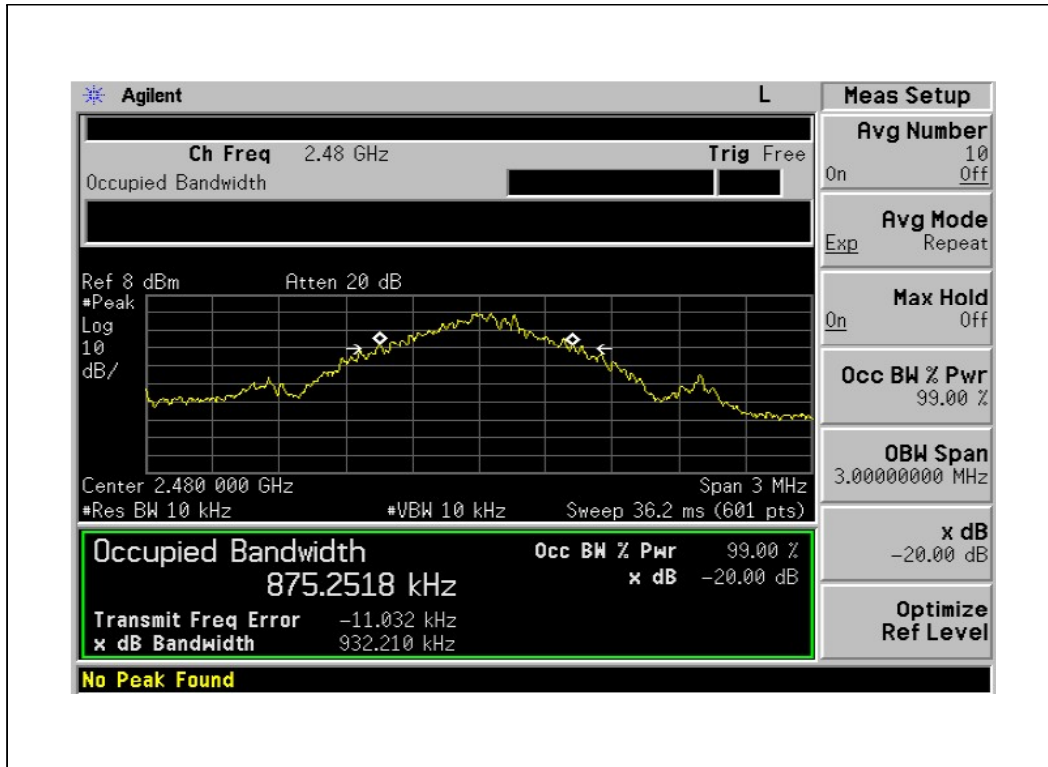 Agilent L
Ch Freq 2.48 GHz Trig Free
Occupied Bandwidth
Ref 8 dBm Atten 20 dB
#Peak
Log
10
dB/
Center 2.480 000 GHz Span 3 MHz
#Res BW 10 kHz #VBW 10 kHz Sweep 36.2 ms (601 pts)
Occupied Bandwidth
875.2518 kHz
Occ BW % Pwr 99.00 %
x dB -20.00 dB
Transmit Freq Error -11.032 kHz
x dB Bandwidth 932.210 kHz
No Peak Found
Meas Setup
Avg Number
10
On Off
Avg Mode
Exp Repeat
Max Hold
On Off
Occ BW % Pwr
99.00 %
OBW Span
3.00000000 MHz
x dB
-20.00 dB
Optimize
Ref Level